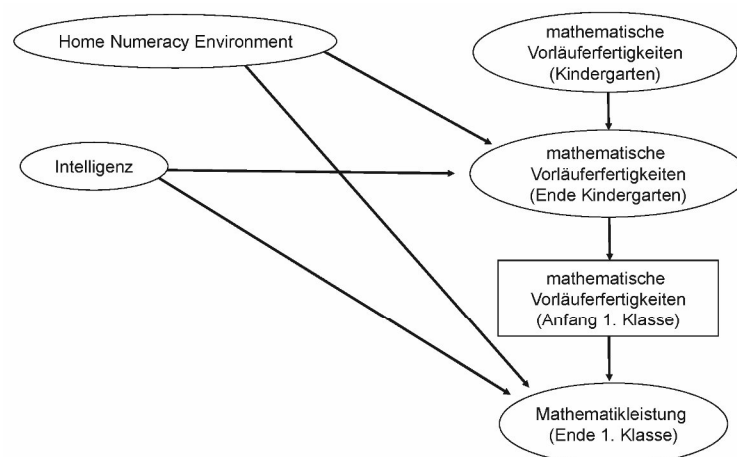 Home Numeracy Environment
mathematische
Vorläuferfertigkeiten
(Kindergarten)
Intelligenz
mathematische
Vorläuferfertigkeiten
(Ende Kindergarten)
mathematische
Vorläuferfertigkeiten
(Anfang 1. Klasse)
Mathematikleistung
(Ende 1. Klasse)